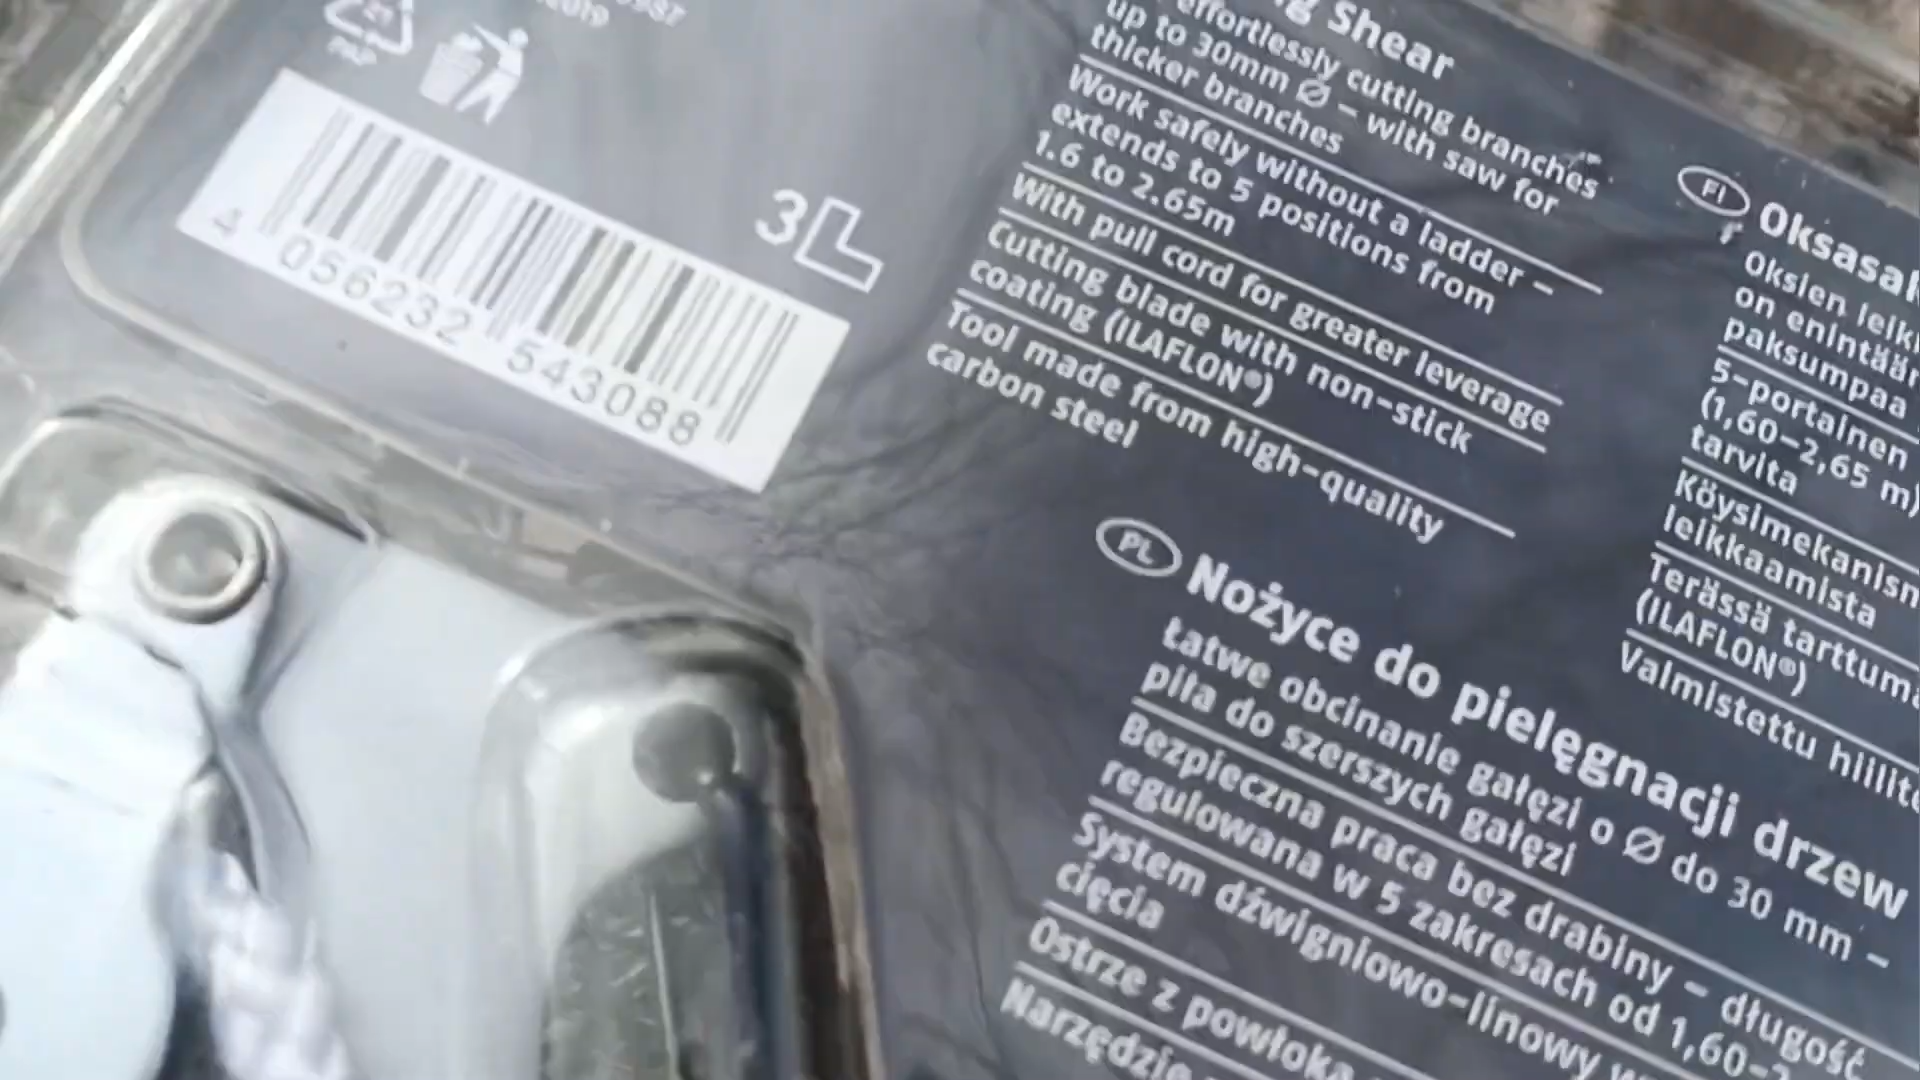 PAP
4 056232 543088
3L
Shear
effortlessly cutting branches
up to 30mm Ø – with saw for
thicker branches
Work safely without a ladder –
extends to 5 positions from
1.6 to 2.65m
With pull cord for greater leverage
Cutting blade with non-stick
coating (ILAFLON®)
Tool made from high-quality
carbon steel
FI
Oksien
on
paksumpaa
5-portainen
(1,60-2,65 m)
tarvita
leikkaamista
Terässä
(ILAFLON®)
Valmistettu
PL Nożyce do pielęgnacji drzew
Łatwe obcinanie gałęzi o Ø do 30 mm –
piła do szerszych gałęzi
Bezpieczna praca bez drabiny – długość
regulowana w 5 zakresach od 1,60-
System dźwigniowo-linowy
cięcia
Ostrze z powłoką
Narzędzie